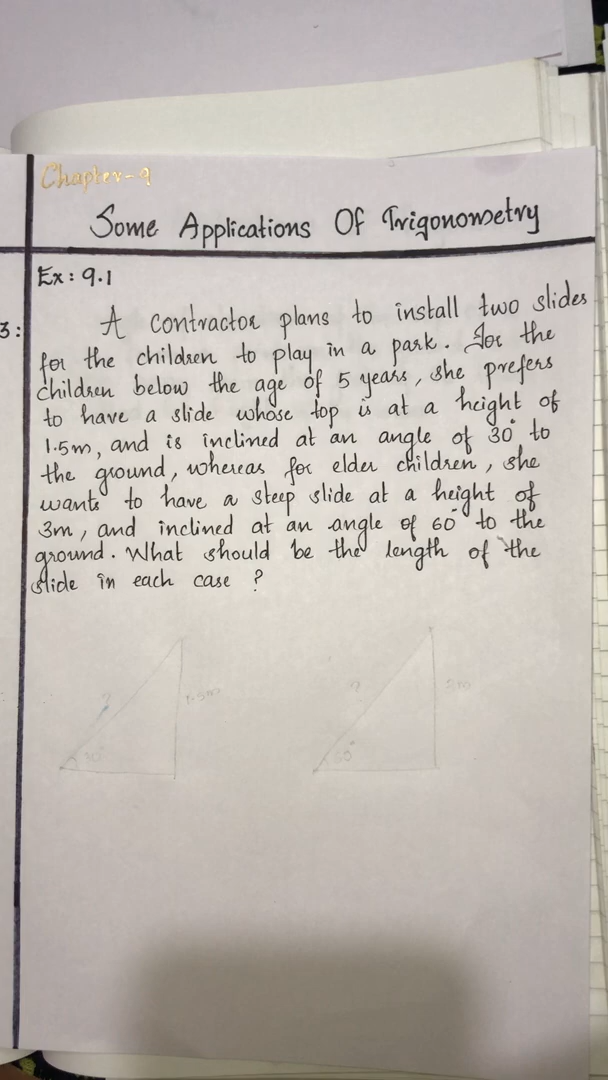 Chapter-9
Some Applications Of Trigonometry
Ex: 9.1
3: A contractor plans to install two slides
for the children to play in a park. For the
children below the age of 5 years, she prefers
to have a slide whose top is at a height of
1.5m, and is inclined at an angle of 30° to
the ground, whereas for elder children, she
wants to have a steep slide at a height of
3m, and inclined at an angle of 60° to the
ground. What should be the length of the
slide in each case ?
? 1.5m ? 3m
30° 60°